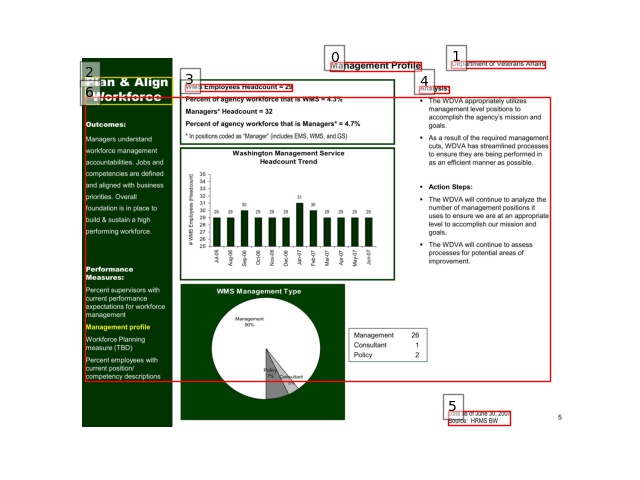 Management Profile
Department of Veterans Affairs
Plan & Align
Workforce
Outcomes:
Managers understand
workforce management
accountabilities. Jobs and
competencies are defined
and aligned with business
priorities. Overall
foundation is in place to
build & sustain a high
performing workforce.
Performance
Measures:
Percent supervisors with
current performance
expectations for workforce
management
Management profile
Workforce Planning
measure (TBD)
Percent employees with
current position/
competency descriptions
WMS Employees Headcount = 29
Percent of agency workforce that is WMS = 4.3%
Managers* Headcount = 32
Percent of agency workforce that is Managers* = 4.7%
* In positions coded as "Manager" (includes EMS, WMS, and GS)
Washington Management Service
Headcount Trend
# WMS Employees (Headcount)
35
34
33
32
31
30
29
28
27
26
25
29 29 30 29 29 29 31 30 29 29 29 29
Jul-06 Aug-06 Sep-06 Oct-06 Nov-06 Dec-06 Jan-07 Feb-07 Mar-07 Apr-07 May-07 Jun-07
WMS Management Type
Management
90%
Policy
7%
Consultant
3%
Management 26
Consultant 1
Policy 2
Analysis:
▪ The WDVA appropriately utilizes
management level positions to
accomplish the agency's mission and
goals.
▪ As a result of the required management
cuts, WDVA has streamlined processes
to ensure they are being performed in
as an efficient manner as possible.
▪ Action Steps:
▪ The WDVA will continue to analyze the
number of management positions it
uses to ensure we are at an appropriate
level to accomplish our mission and
goals.
▪ The WDVA will continue to assess
processes for potential areas of
improvement.
Data as of June 30, 2007
Source: HRMS BW
5
0
1
2
3
4
5
6